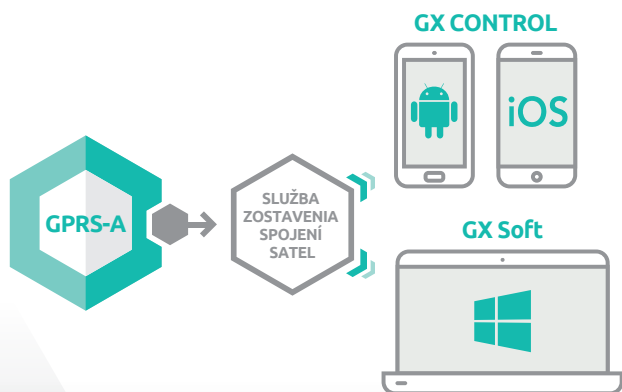 GX CONTROL
iOS
GPRS-A
SLUŽBA
ZOSTAVENIA
SPOJENÍ
SATEL
GX Soft